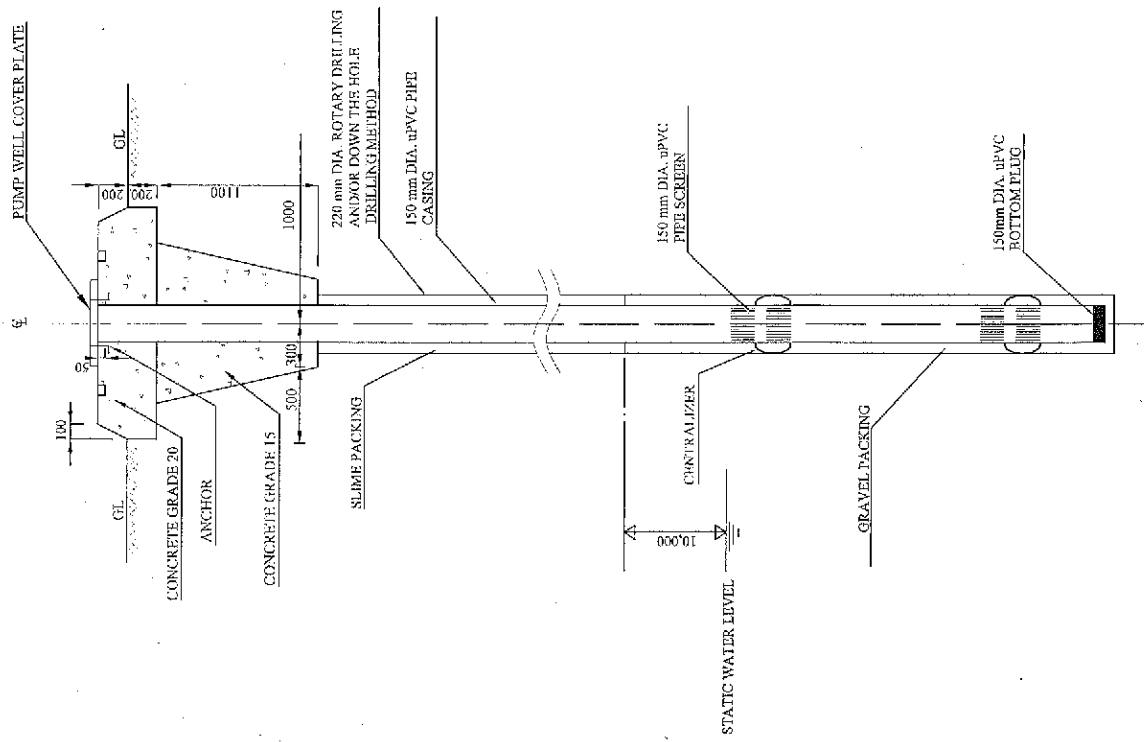 PUMP WELL COVER PLATE
℄
GL
200
200
1100
1000
50
100
300
500
GL
CONCRETE GRADE 20
ANCHOR
CONCRETE GRADE 15
220 mm DIA. ROTARY DRILLING
AND/OR DOWN THE HOLE
DRILLING METHOD
150 mm DIA. uPVC PIPE
CASING
SLIME PACKING
150 mm DIA. uPVC
PIPE SCREEN
CENTRALIZER
10,000
STATIC WATER LEVEL
GRAVEL PACKING
150mm DIA. uPVC
BOTTOM PLUG